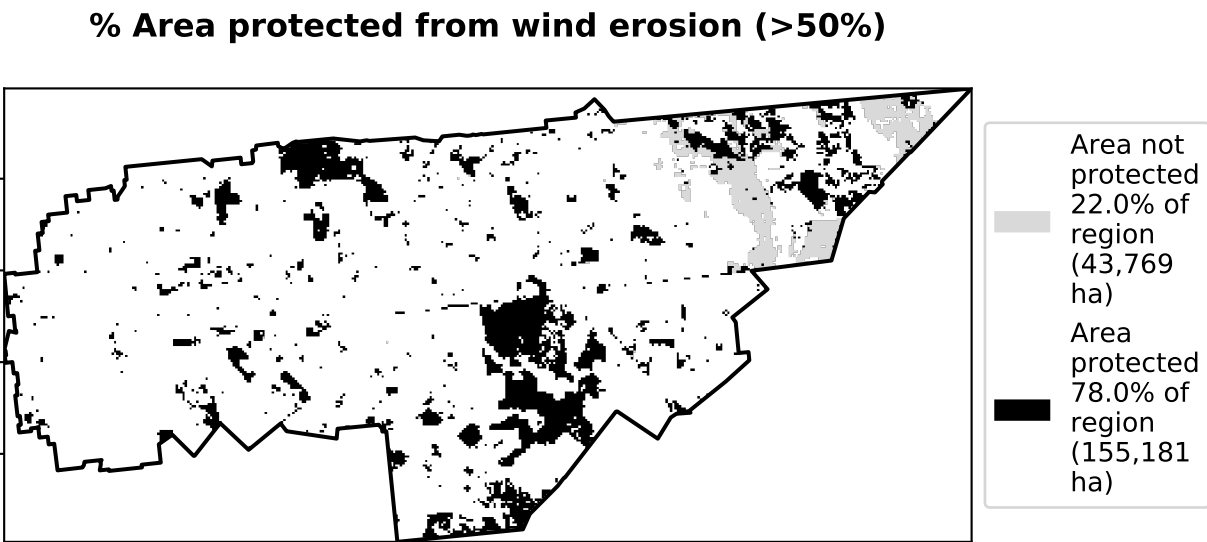 % Area protected from wind erosion (>50%)
Area not
protected
22.0% of
region
(43,769
ha)
Area
protected
78.0% of
region
(155,181
ha)